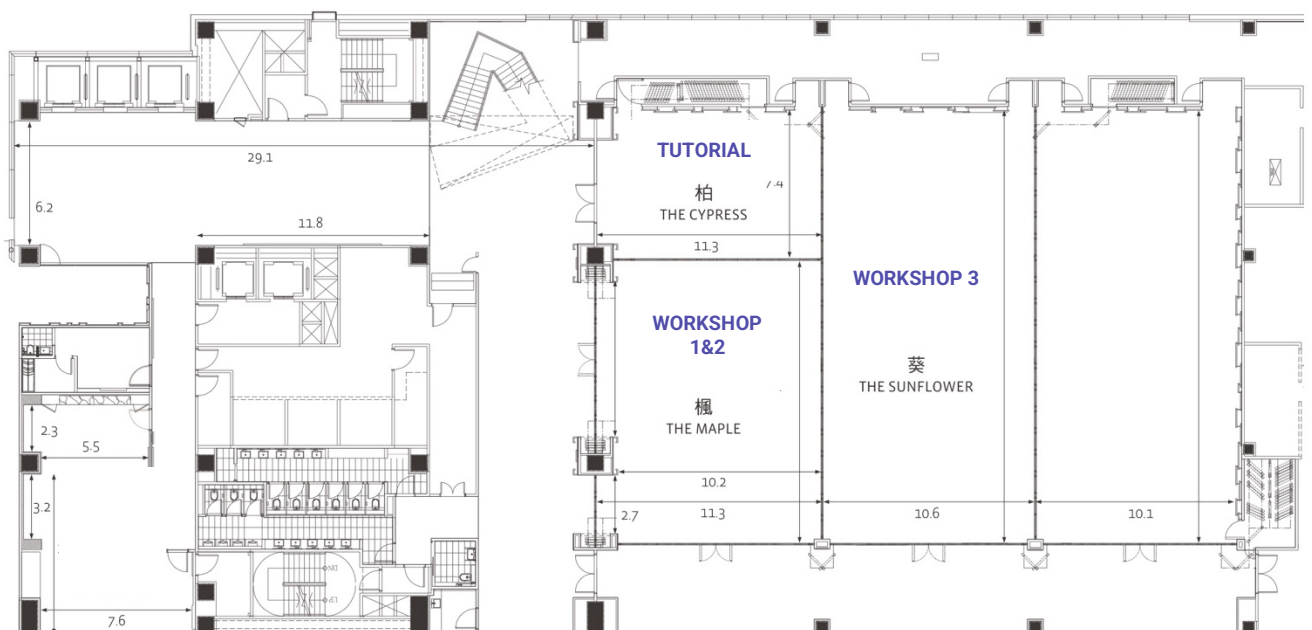 29.1
6.2
11.8
TUTORIAL
柏
THE CYPRESS
7.4
11.3
WORKSHOP
1&2
楓
THE MAPLE
10.2
11.3
2.7
WORKSHOP 3
葵
THE SUNFLOWER
10.6
10.1
2.3
5.5
3.2
7.6
DN
UP